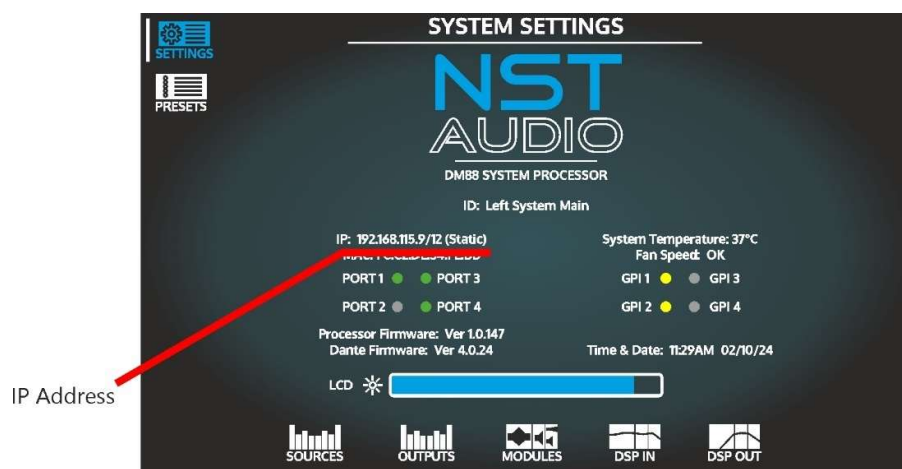 SYSTEM SETTINGS
SETTINGS
PRESETS
NST
AUDIO
DM88 SYSTEM PROCESSOR
ID: Left System Main
IP: 192.168.115.9/12 (Static)
System Temperature: 37°C
Fan Speed: OK
PORT 1
PORT 3
GPI 1
GPI 3
PORT 2
PORT 4
GPI 2
GPI 4
Processor Firmware: Ver 1.0.147
Dante Firmware: Ver 4.0.24
Time & Date: 11:29AM 02/10/24
IP Address
LCD
SOURCES
OUTPUTS
MODULES
DSP IN
DSP OUT